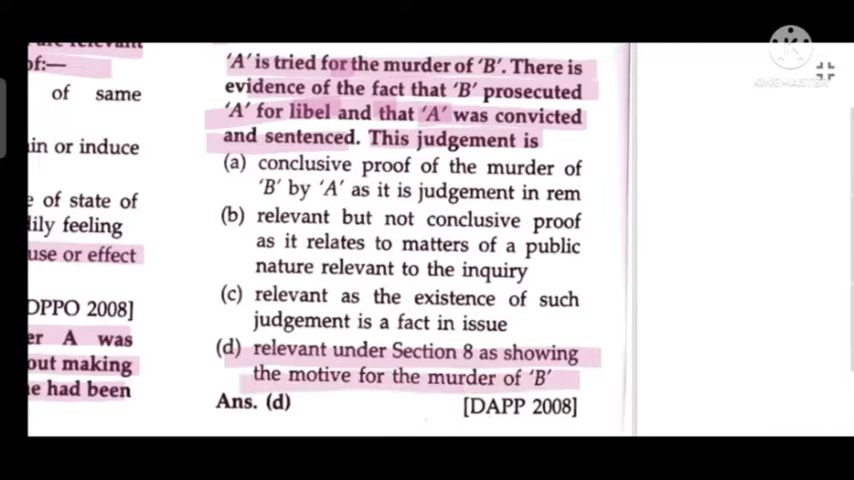 are relevant
of:—
of same
in or induce
of state of
ily feeling
use or effect
DPPO 2008]
er A was
out making
e had been
'A' is tried for the murder of 'B'. There is
evidence of the fact that 'B' prosecuted
'A' for libel and that 'A' was convicted
and sentenced. This judgement is
(a) conclusive proof of the murder of
'B' by 'A' as it is judgement in rem
(b) relevant but not conclusive proof
as it relates to matters of a public
nature relevant to the inquiry
(c) relevant as the existence of such
judgement is a fact in issue
(d) relevant under Section 8 as showing
the motive for the murder of 'B'
Ans. (d) [DAPP 2008]
KINEMASTER